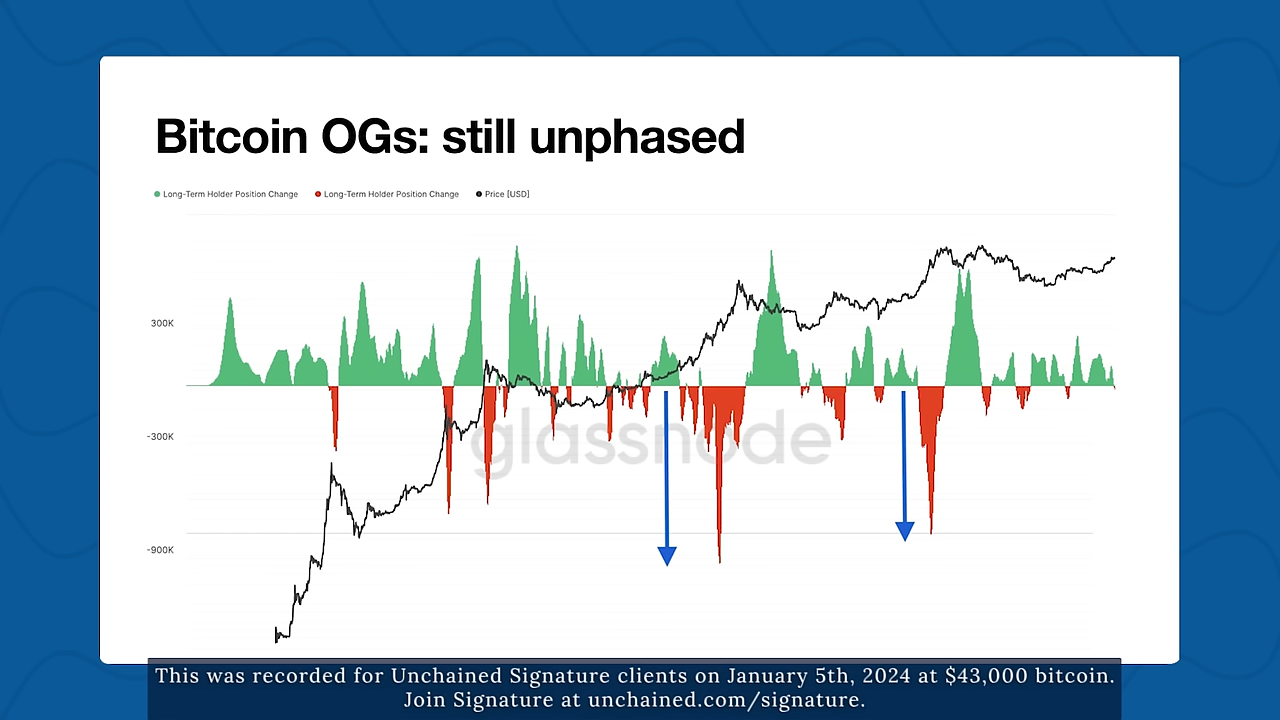 Bitcoin OGs: still unphased
Long-Term Holder Position Change Long-Term Holder Position Change Price [USD]
300K
-300K
-900K
glassnode
This was recorded for Unchained Signature clients on January 5th, 2024 at $43,000 bitcoin.
Join Signature at unchained.com/signature.